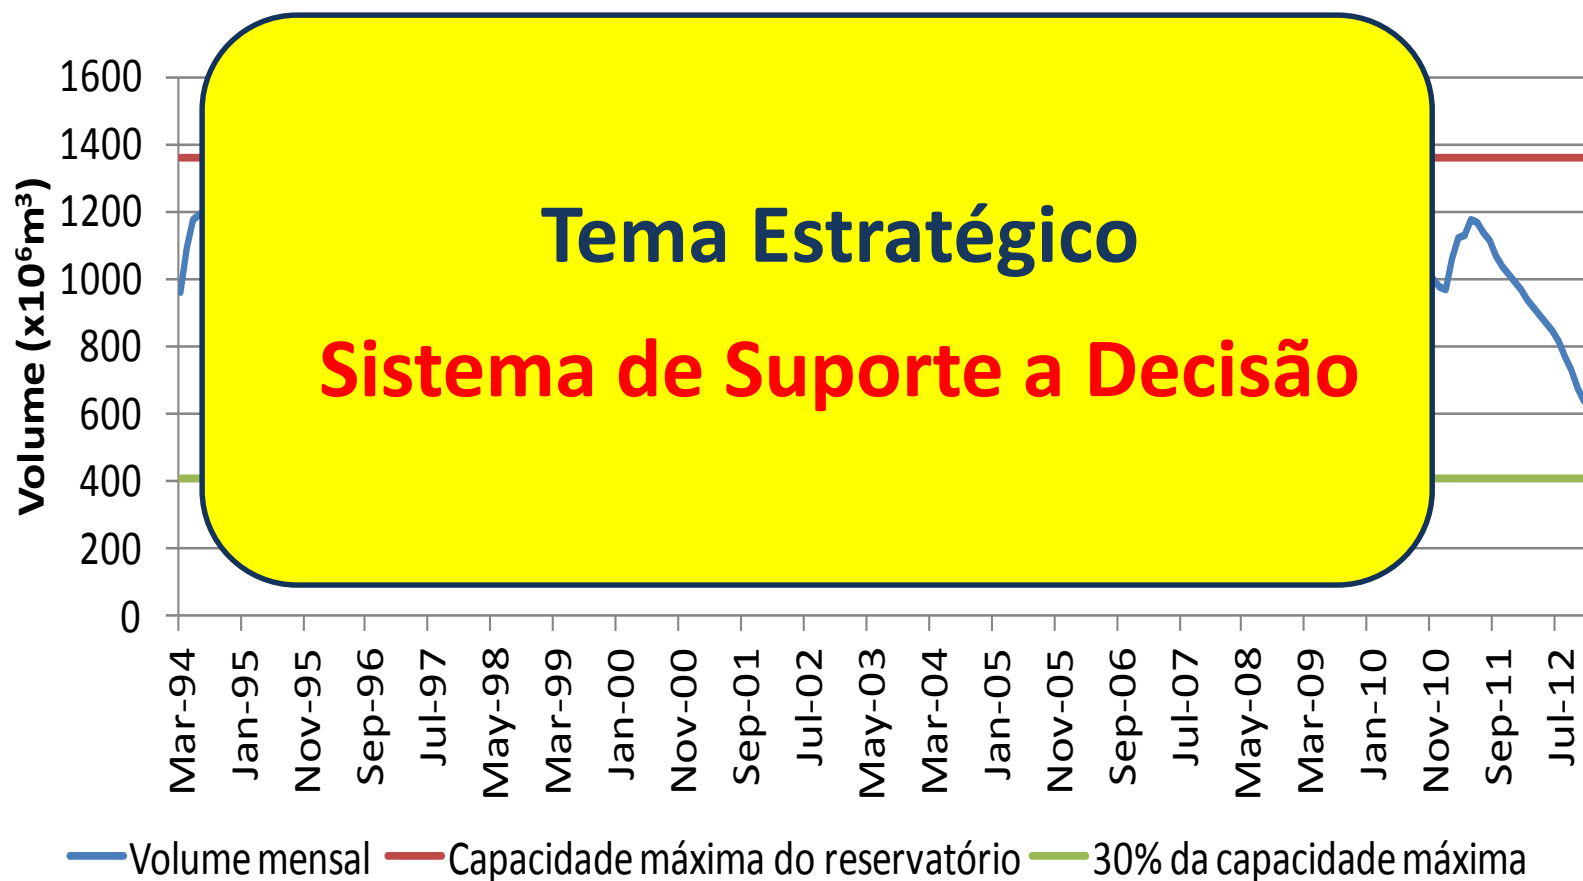 1600
1400
1200
1000
800
600
400
200
0
Volume (x10⁶m³)
Tema Estratégico
Sistema de Suporte a Decisão
Mar-94
Jan-95
Nov-95
Sep-96
Jul-97
May-98
Mar-99
Jan-00
Nov-00
Sep-01
Jul-02
May-03
Mar-04
Jan-05
Nov-05
Sep-06
Jul-07
May-08
Mar-09
Jan-10
Nov-10
Sep-11
Jul-12
Volume mensal Capacidade máxima do reservatório 30% da capacidade máxima